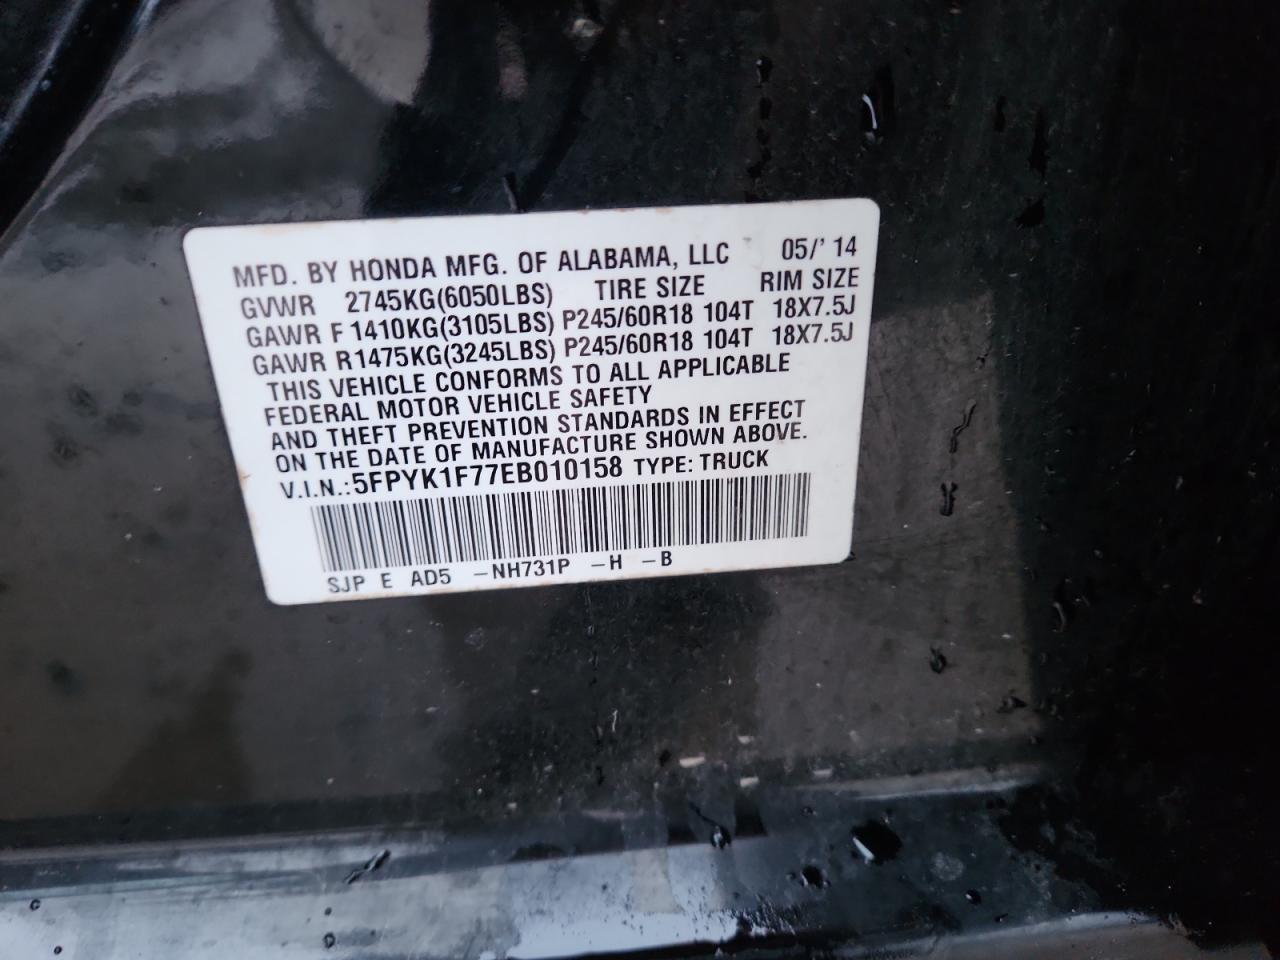 MFD. BY HONDA MFG. OF ALABAMA, LLC 05/'14
GVWR 2745KG(6050LBS) TIRE SIZE RIM SIZE
GAWR F 1410KG(3105LBS) P245/60R18 104T 18X7.5J
GAWR R1475KG(3245LBS) P245/60R18 104T 18X7.5J
THIS VEHICLE CONFORMS TO ALL APPLICABLE
FEDERAL MOTOR VEHICLE SAFETY
AND THEFT PREVENTION STANDARDS IN EFFECT
ON THE DATE OF MANUFACTURE SHOWN ABOVE.
V.I.N.:5FPYK1F77EB010158 TYPE: TRUCK
SJP E AD5 -NH731P -H -B